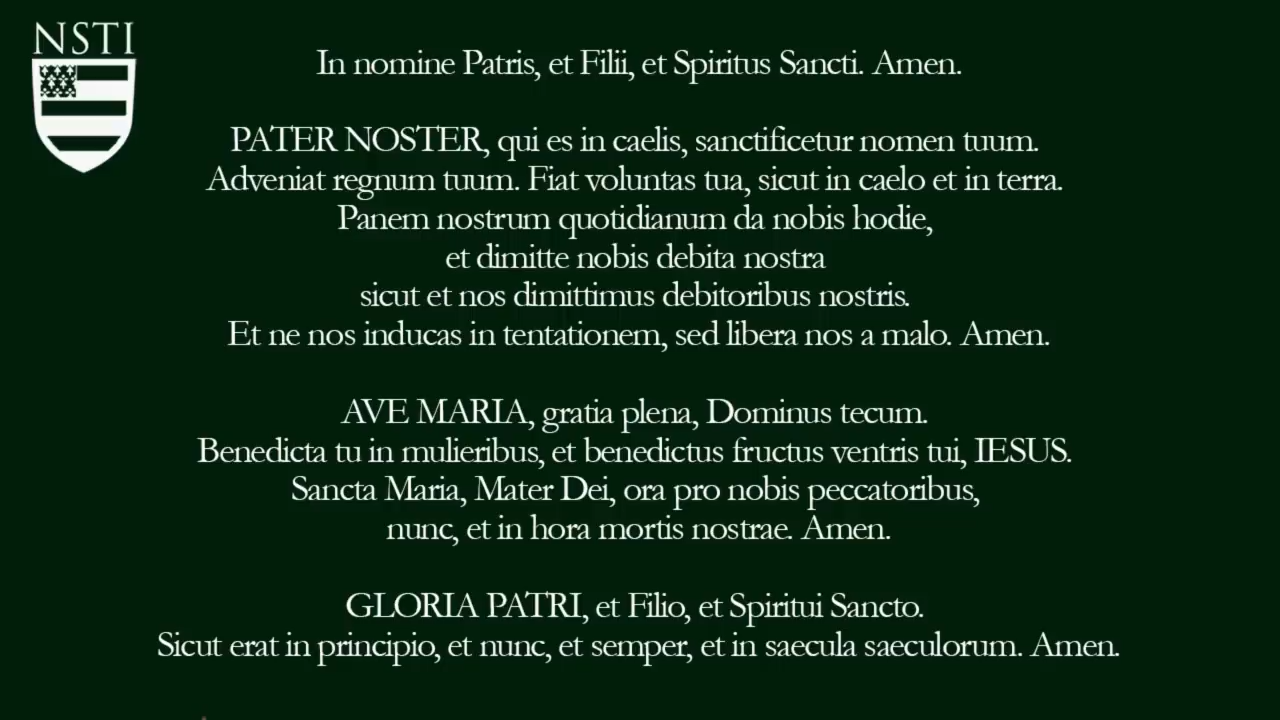 NSTI
In nomine Patris, et Filii, et Spiritus Sancti. Amen.
PATER NOSTER, qui es in caelis, sanctificetur nomen tuum.
Adveniat regnum tuum. Fiat voluntas tua, sicut in caelo et in terra.
Panem nostrum quotidianum da nobis hodie,
et dimitte nobis debita nostra
sicut et nos dimittimus debitoribus nostris.
Et ne nos inducas in tentationem, sed libera nos a malo. Amen.
AVE MARIA, gratia plena, Dominus tecum.
Benedicta tu in mulieribus, et benedictus fructus ventris tui, IESUS.
Sancta Maria, Mater Dei, ora pro nobis peccatoribus,
nunc, et in hora mortis nostrae. Amen.
GLORIA PATRI, et Filio, et Spiritui Sancto.
Sicut erat in principio, et nunc, et semper, et in saecula saeculorum. Amen.